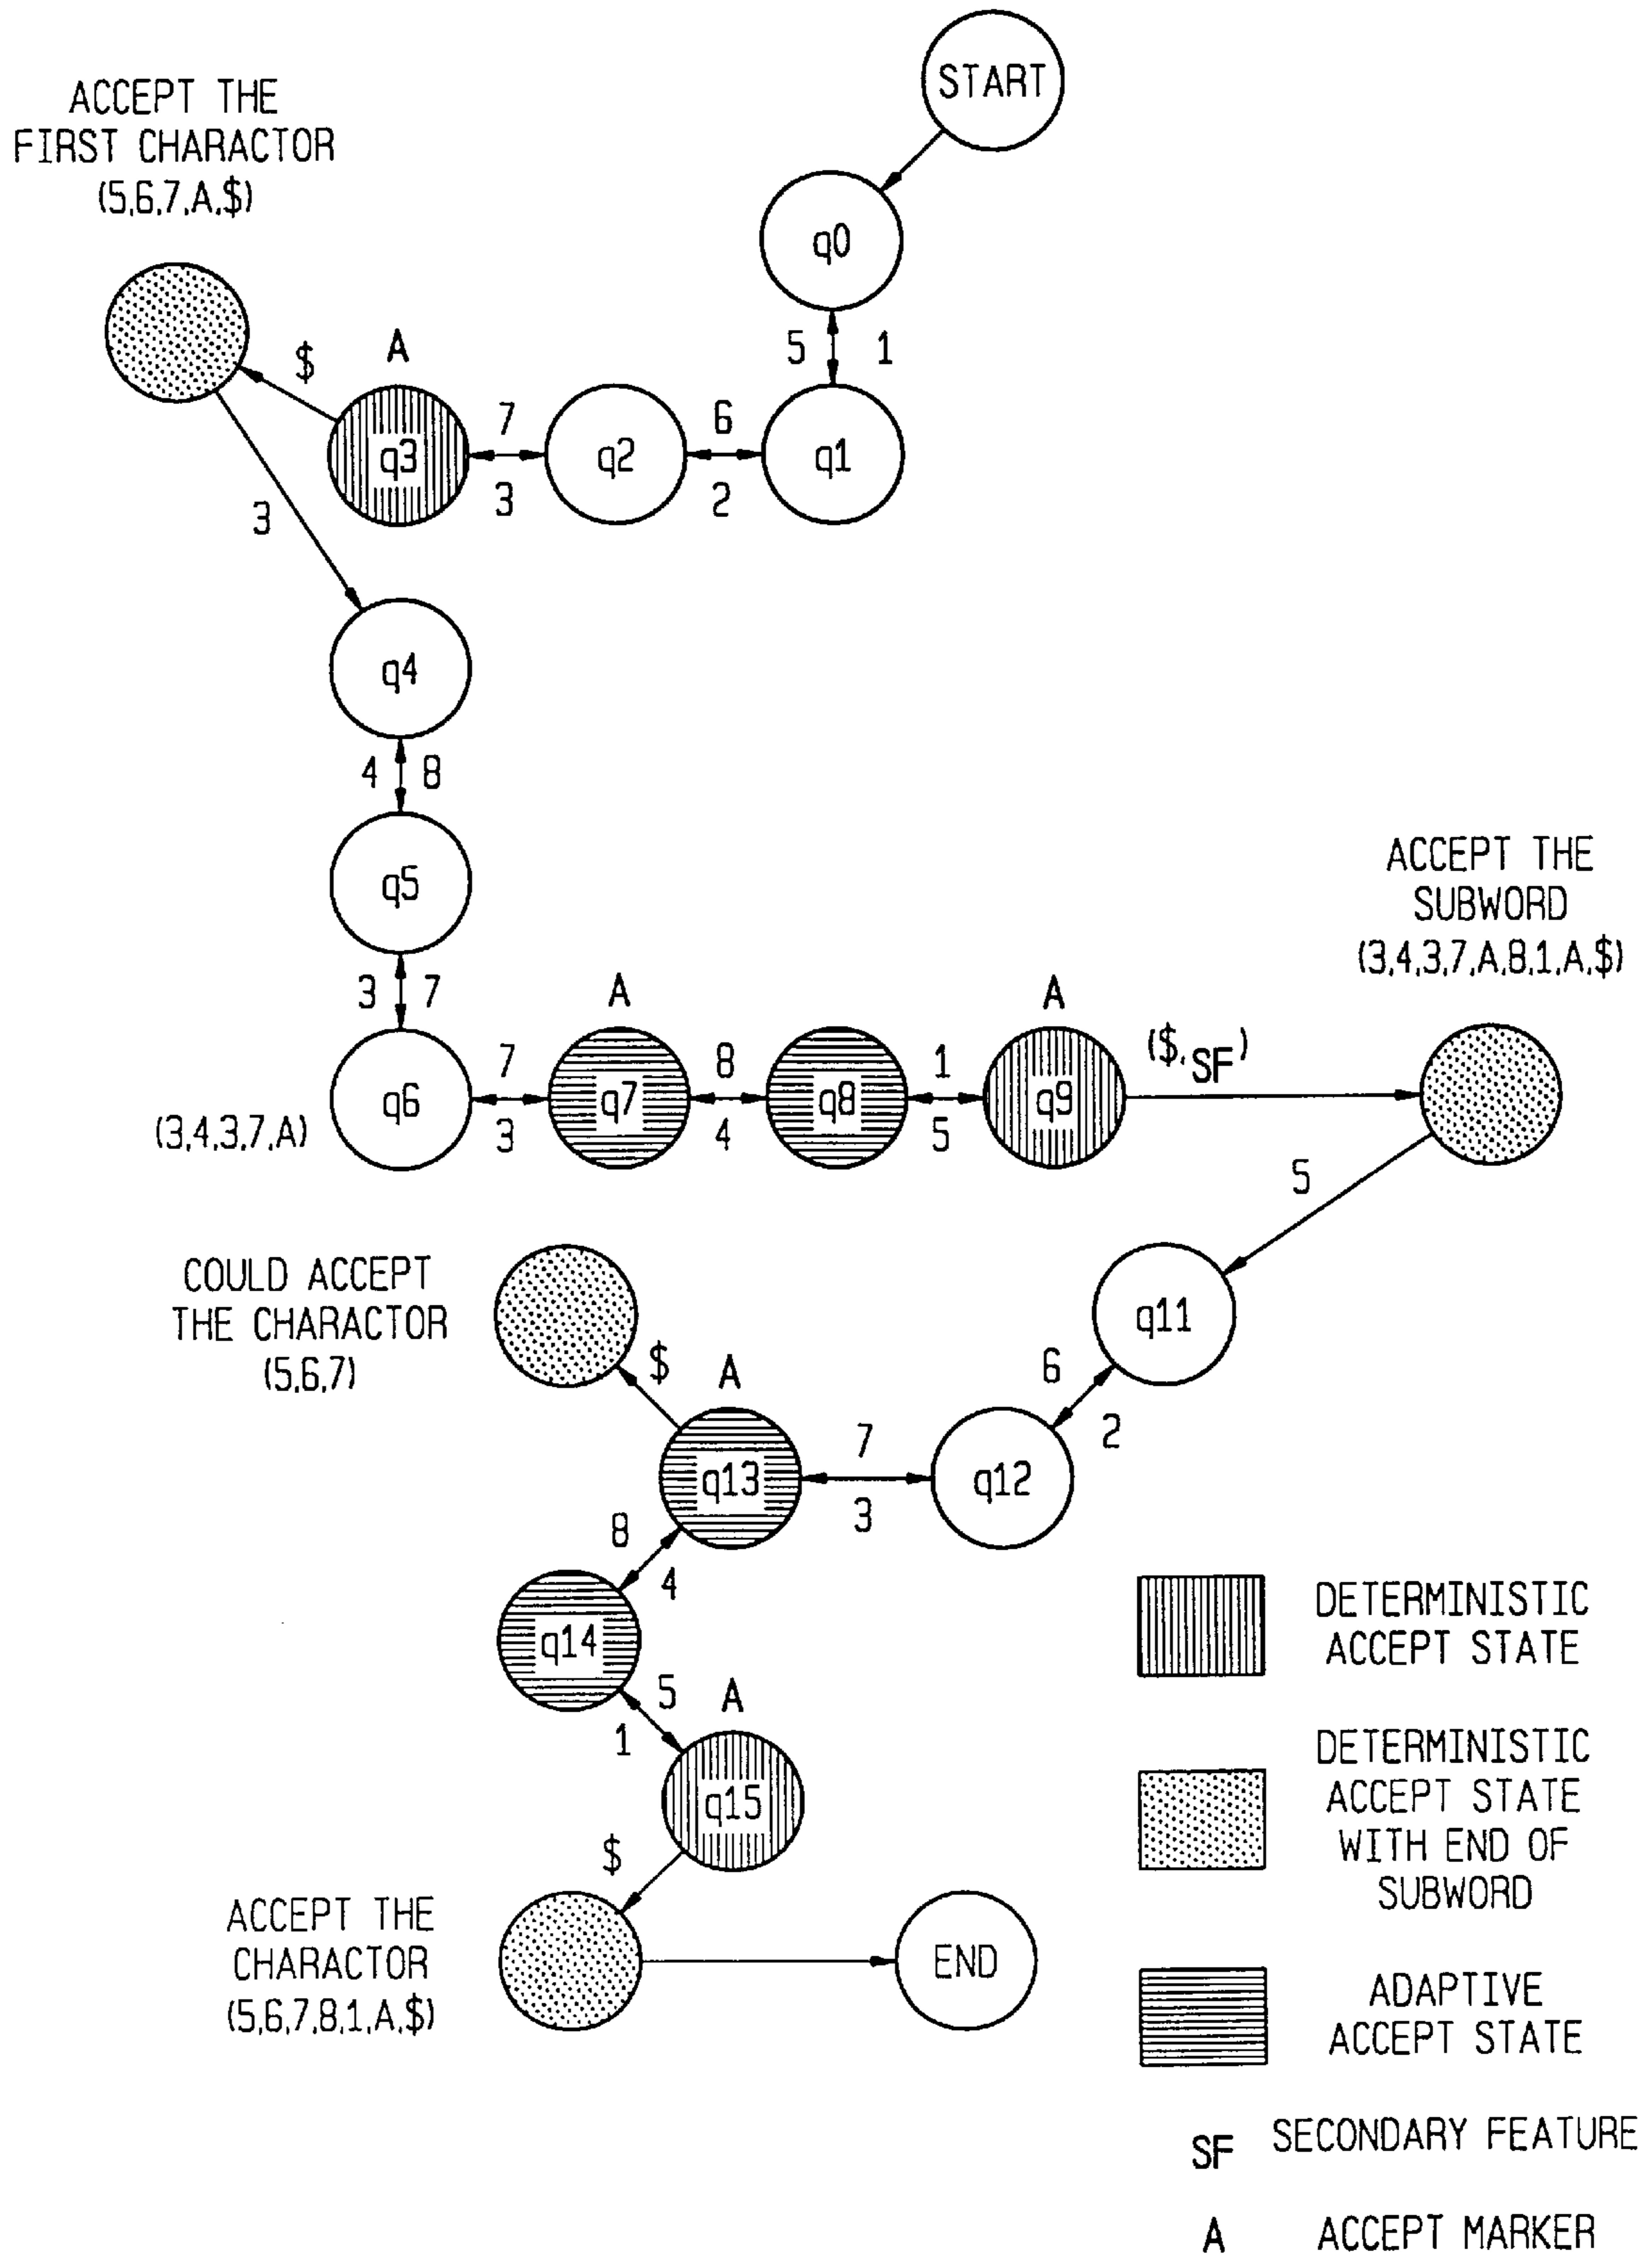 START
ACCEPT THE
FIRST CHARACTOR
(5,6,7,A,$)
q0
5 1
$
A
q3
7
3
q2
6
2
q1
3
q4
4 8
q5
3 7
ACCEPT THE
SUBWORD
(3,4,3,7,A,8,1,A,$)
(3,4,3,7,A)
q6
7
3
A
q7
8
4
q8
1
5
A
q9
($,SF)
5
COULD ACCEPT
THE CHARACTOR
(5,6,7)
$
A
q13
7
3
q12
6
2
q11
8
4
q14
5
1
A
q15
$
ACCEPT THE
CHARACTOR
(5,6,7,8,1,A,$)
END
DETERMINISTIC
ACCEPT STATE
DETERMINISTIC
ACCEPT STATE
WITH END OF
SUBWORD
ADAPTIVE
ACCEPT STATE
SF SECONDARY FEATURE
A ACCEPT MARKER